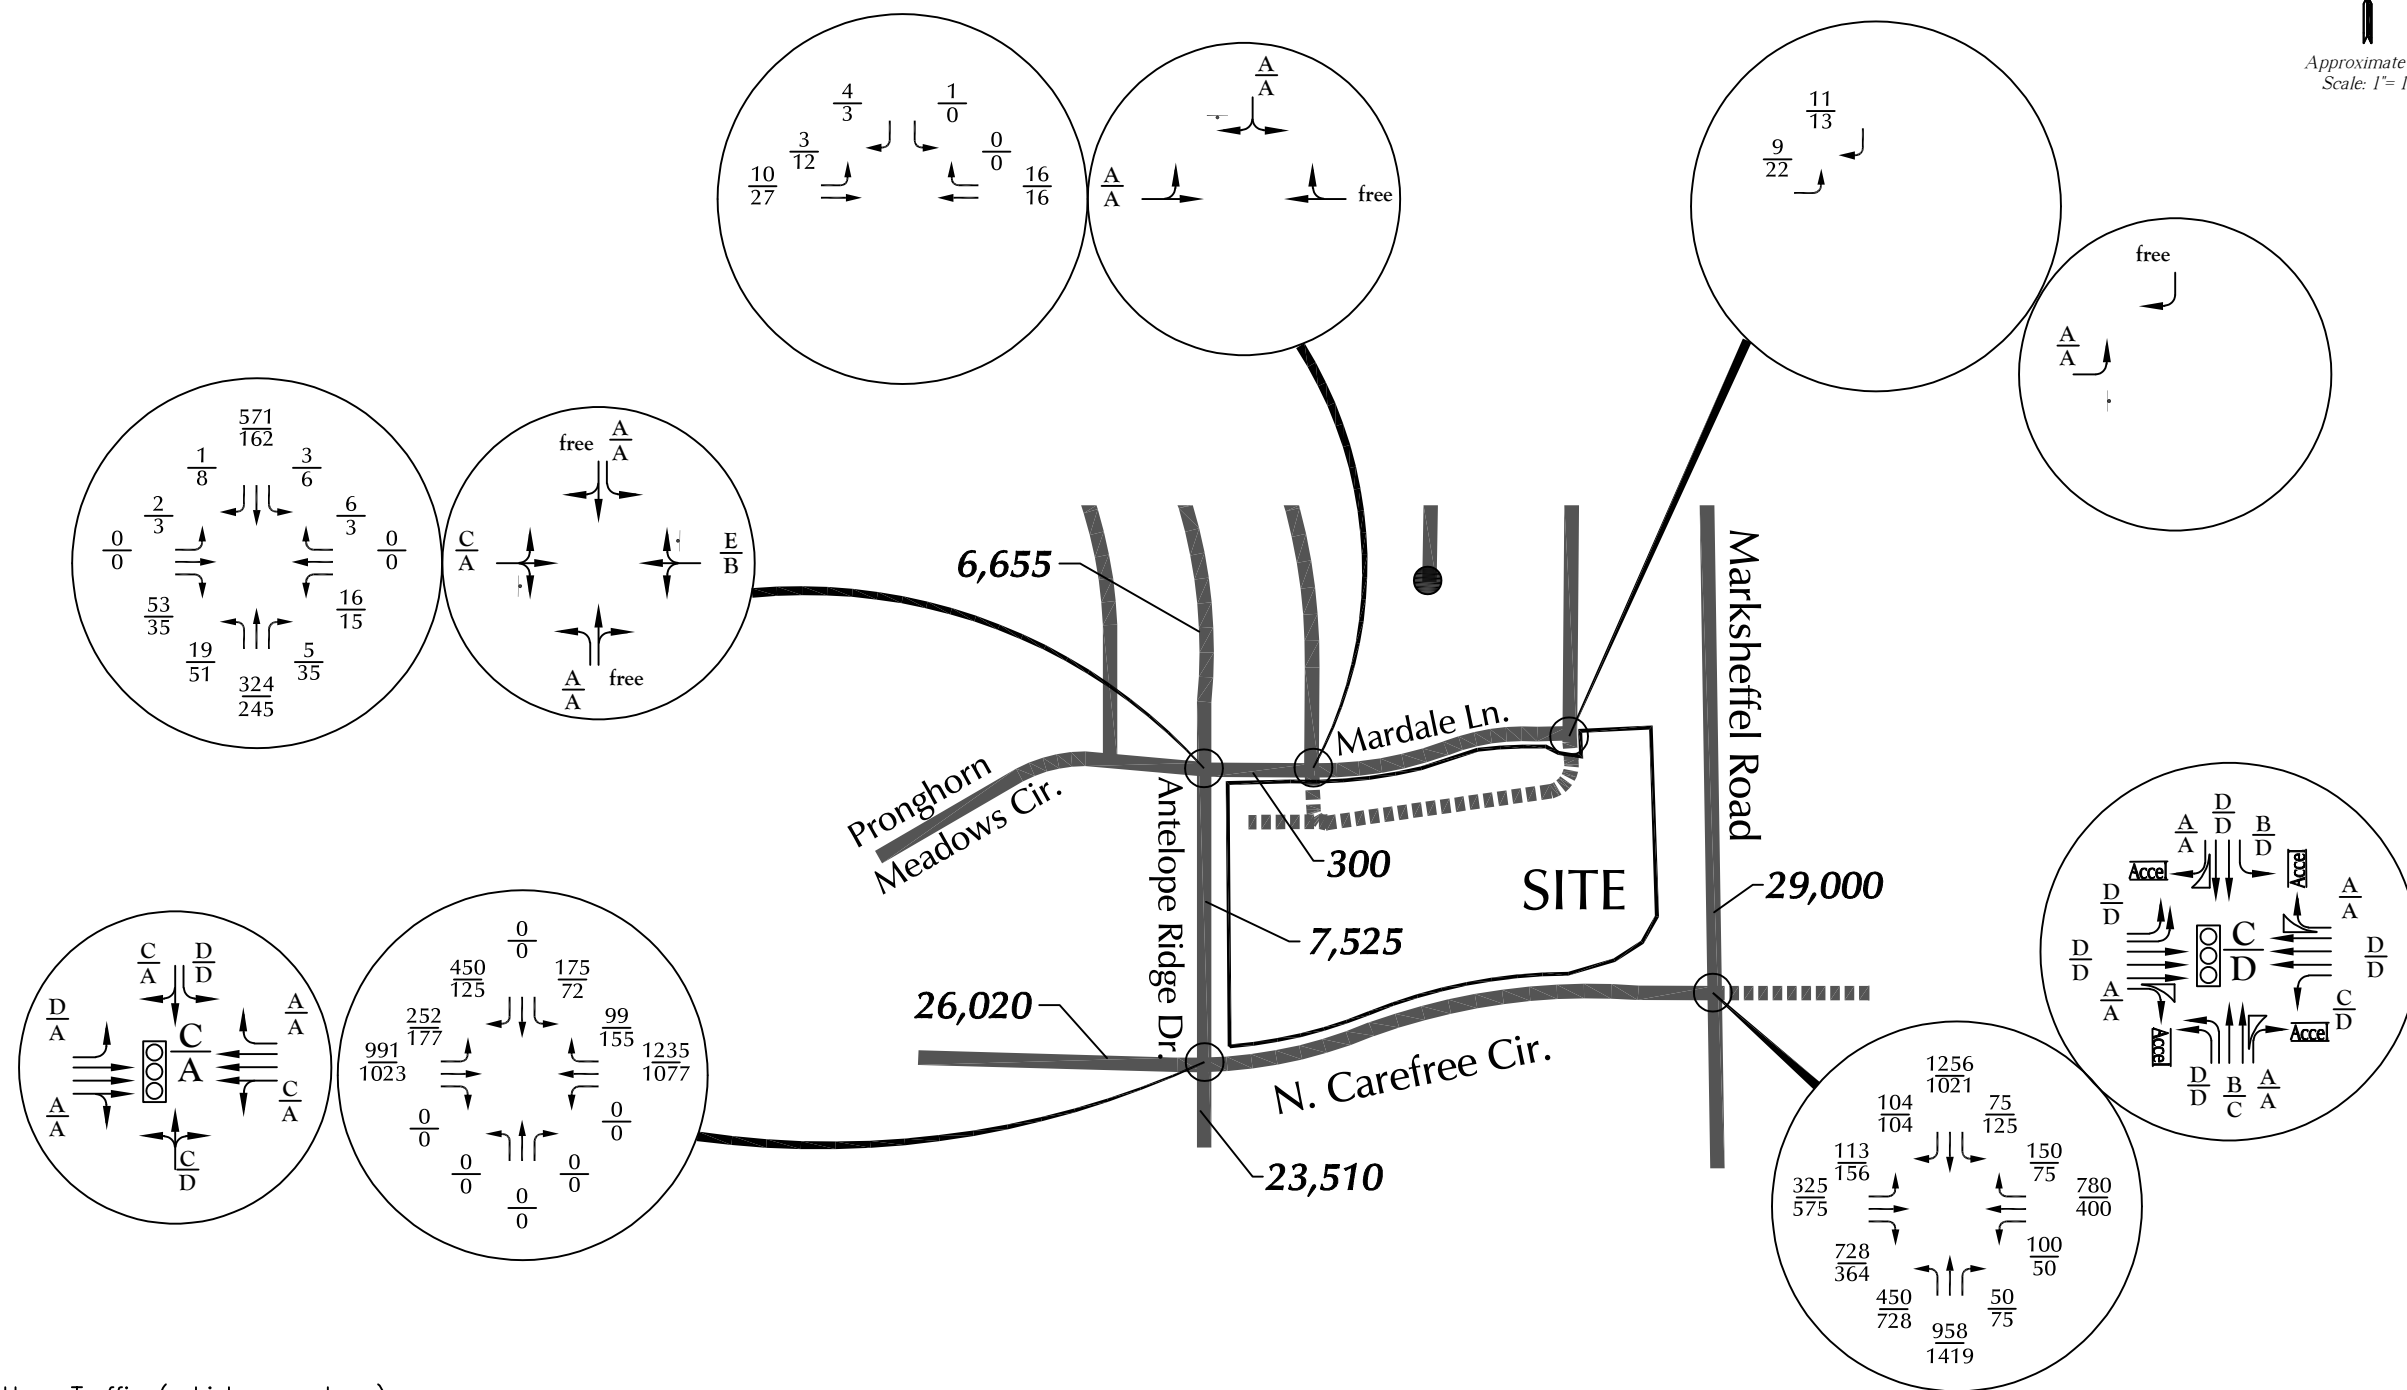 Approximate
Scale: 1"= 1
4
3
1
0
3
12
0
0
10
27
16
16
A
A
A
A
free
11
13
9
22
free
A
A
571
162
1
8
3
6
2
3
6
3
0
0
0
0
53
35
16
15
19
51
5
35
324
245
free
A
A
C
A
E
B
A
A
free
6,655
Marksheffel Road
Mardale Ln.
Pronghorn
Meadows Cir.
Antelope Ridge Dr.
300
SITE
29,000
7,525
26,020
N. Carefree Cir.
23,510
C
A
D
D
D
A
A
A
C
A
A
A
C
A
C
D
0
0
450
125
175
72
252
177
99
155
991
1023
1235
1077
0
0
0
0
0
0
0
0
0
0
D
D
A
A
B
D
Accel
Accel
D
D
A
A
D
D
C
D
D
D
A
A
C
D
Accel
Accel
D
D
B
C
A
A
1256
1021
104
104
75
125
113
156
150
75
325
575
780
400
728
364
100
50
450
728
50
75
958
1419